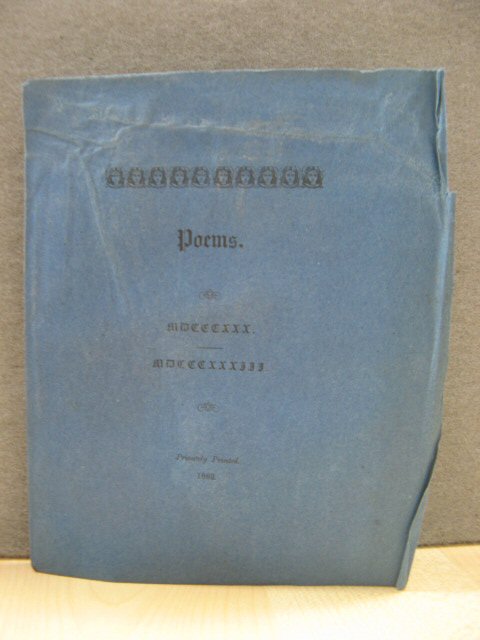 Poems.
MDCCCXXX.
MDCCCXXXIII.
Privately Printed.
1862